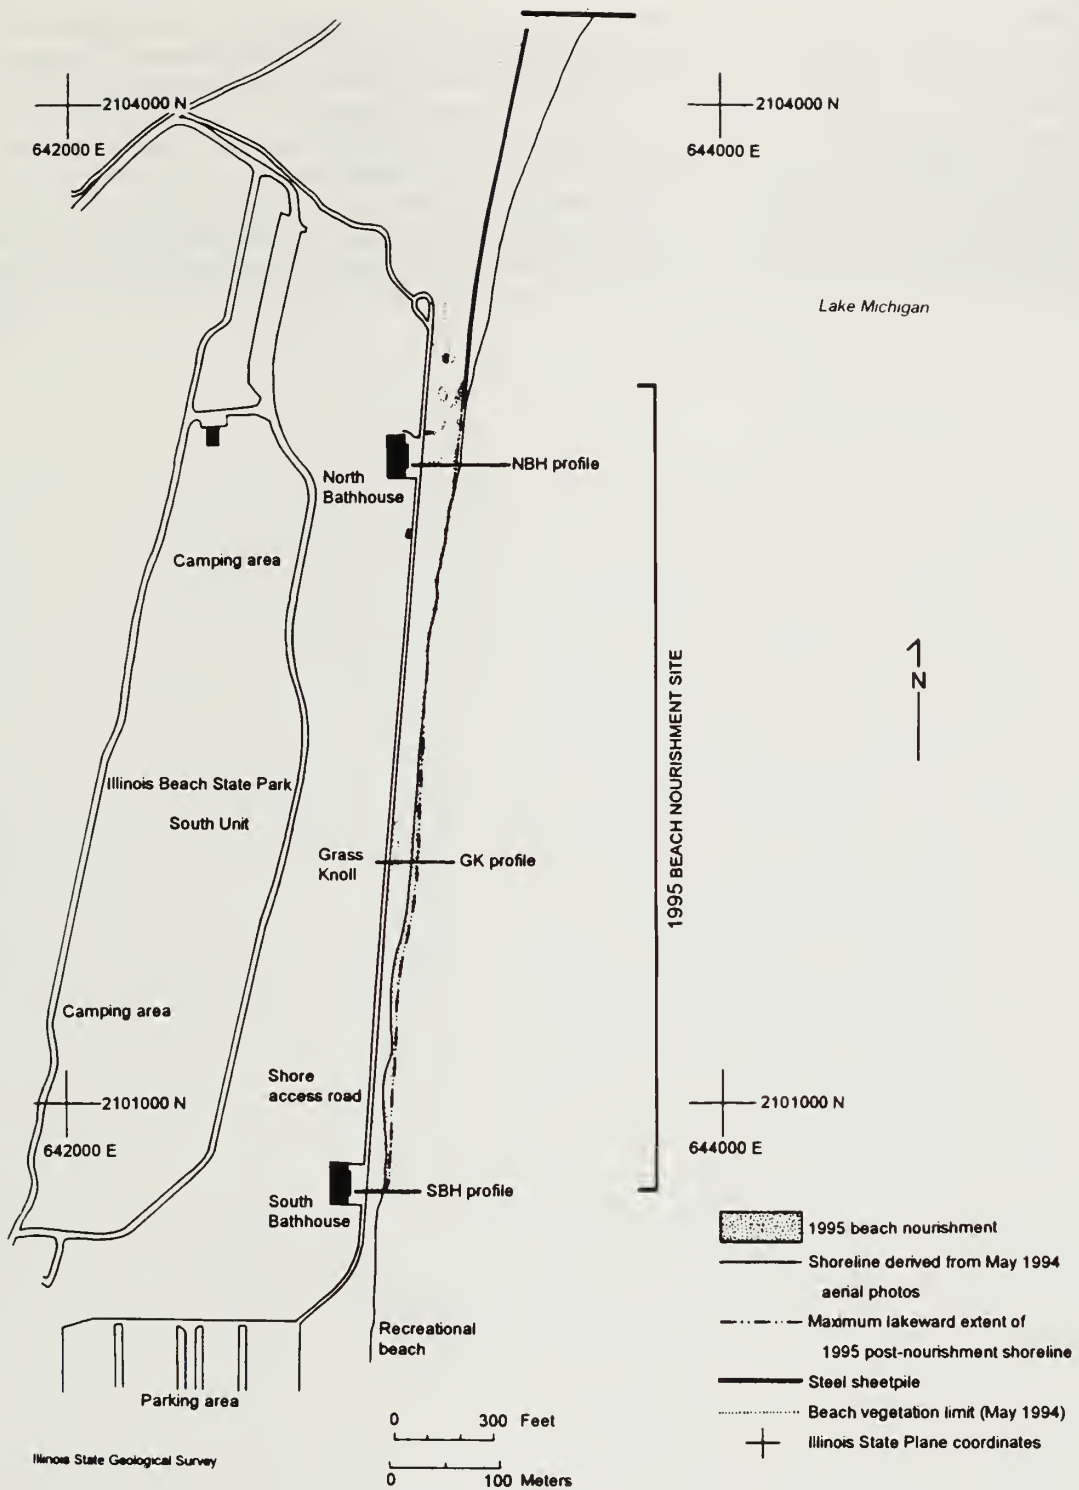 2104000 N
642000 E
2104000 N
644000 E
Lake Michigan
NBH profile
North
Bathhouse
Camping area
1995 BEACH NOURISHMENT SITE
N
Illinois Beach State Park
South Unit
Grass
Knoll
GK profile
Camping area
Shore
access road
2101000 N
642000 E
2101000 N
644000 E
SBH profile
South
Bathhouse
1995 beach nourishment
Shoreline derived from May 1994
aerial photos
Maximum lakeward extent of
1995 post-nourishment shoreline
Steel sheetpile
Beach vegetation limit (May 1994)
Illinois State Plane coordinates
Recreational
beach
Parking area
0 300 Feet
0 100 Meters
Illinois State Geological Survey